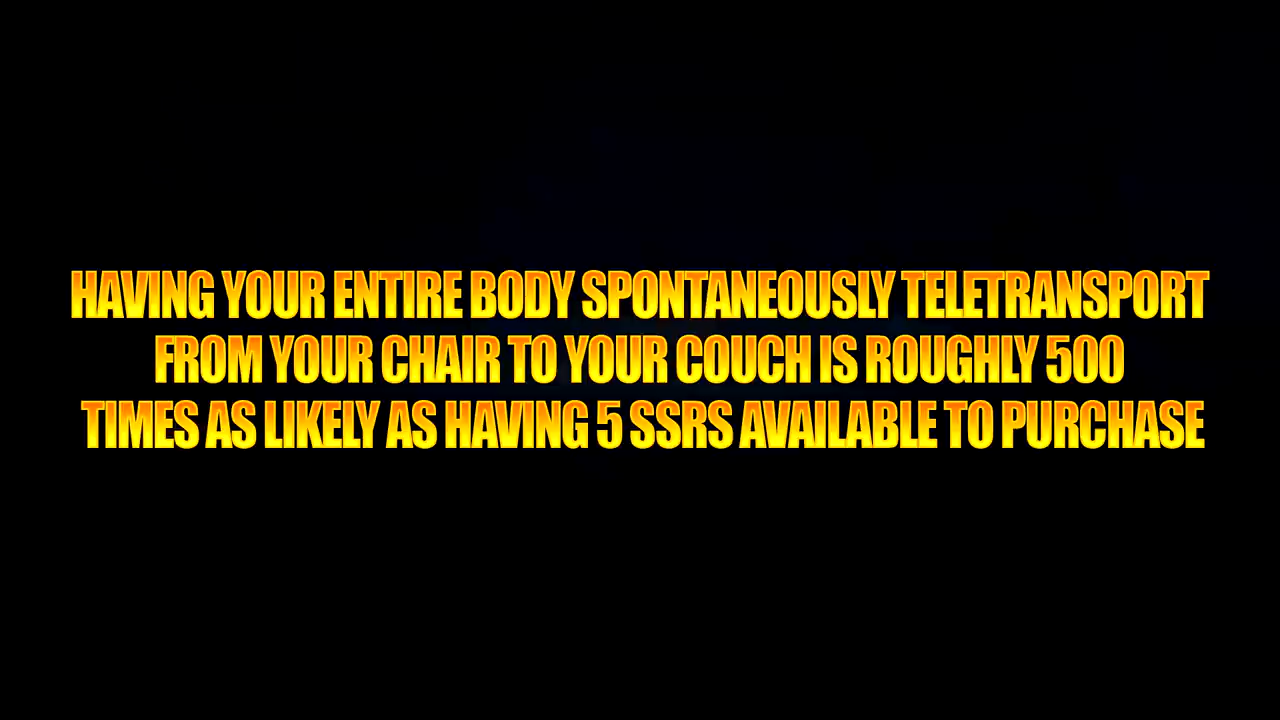 HAVING YOUR ENTIRE BODY SPONTANEOUSLY TELETRANSPORT
FROM YOUR CHAIR TO YOUR COUCH IS ROUGHLY 500
TIMES AS LIKELY AS HAVING 5 SSRS AVAILABLE TO PURCHASE